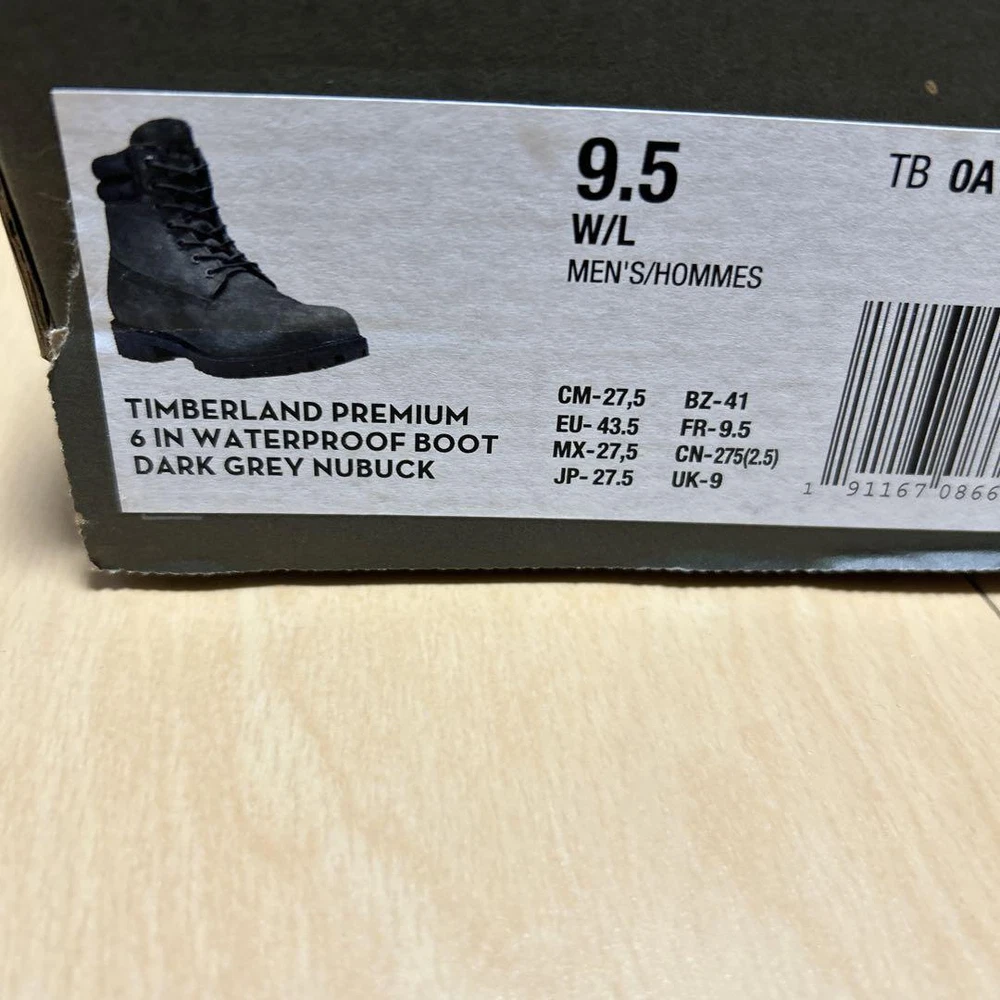 9.5
W/L
MEN'S/HOMMES
TB 0A
TIMBERLAND PREMIUM
6 IN WATERPROOF BOOT
DARK GREY NUBUCK
CM-27,5 BZ-41
EU- 43.5 FR-9.5
MX-27,5 CN-275(2.5)
JP- 27.5 UK-9
1 91167 0866